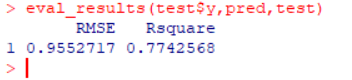 > eval_results(test$y,pred,test)
RMSE Rsquare
1 0.9552717 0.7742568
>